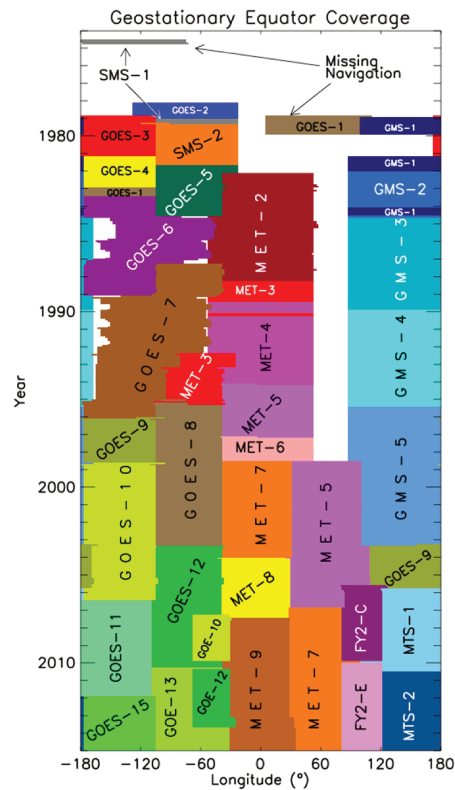 Geostationary Equator Coverage
SMS-1
Missing
Navigation
GOES-2
GOES-1
GMS-1
GOES-3
SMS-2
GOES-4
GOES-1
GOES-5
GMS-1
GMS-2
GMS-1
GOES-6
MET-2
GMS-3
MET-3
GOES-7
MET-3
MET-4
GMS-4
MET-5
MET-6
GOES-9
GOES-8
GMS-5
GOES-10
MET-7
MET-5
GOES-9
GOES-12
MET-8
GOES-11
GOE-10
FY2-C
MTS-1
GOES-15
GOE-13
GOE-12
MET-9
MET-7
FY2-E
MTS-2
Year
1980
1990
2000
2010
-180 -120 -60 0 60 120 180
Longitude (°)